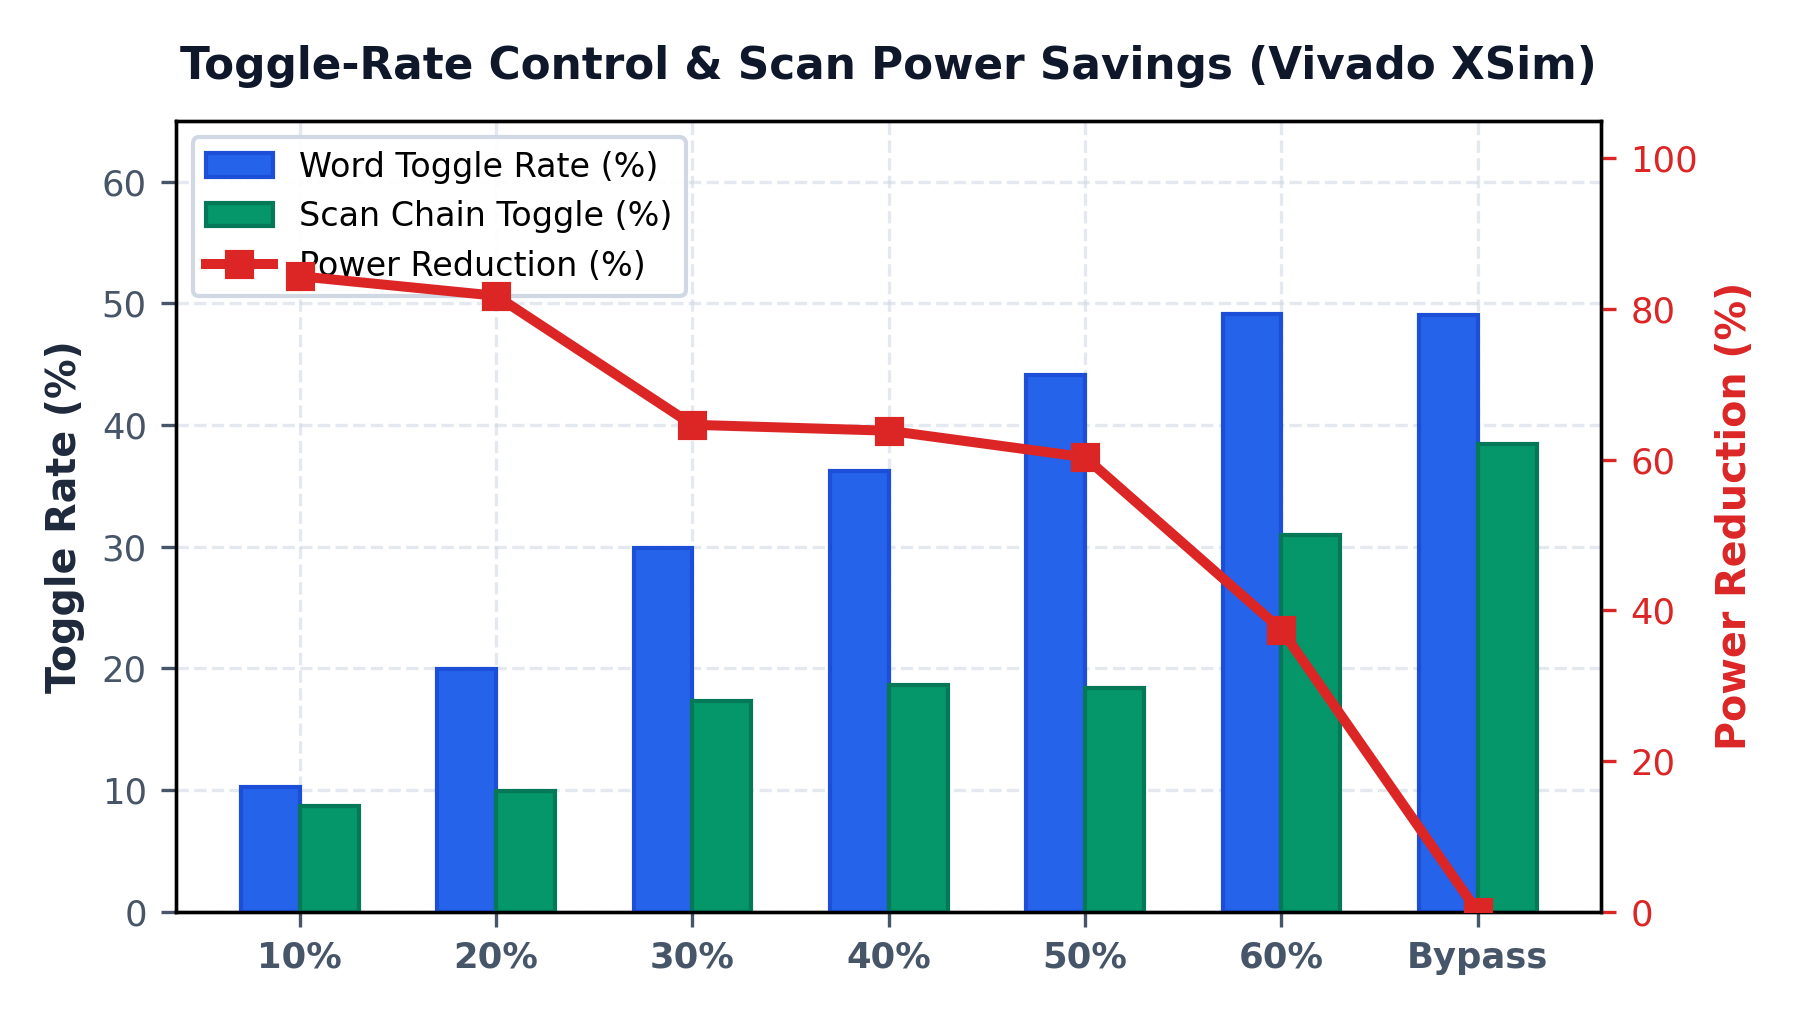 Toggle-Rate Control & Scan Power Savings (Vivado XSim)
Word Toggle Rate (%)
Scan Chain Toggle (%)
Power Reduction (%)
Toggle Rate (%)
60
50
40
30
20
10
0
100
80
60
40
20
0
Power Reduction (%)
10% 20% 30% 40% 50% 60% Bypass